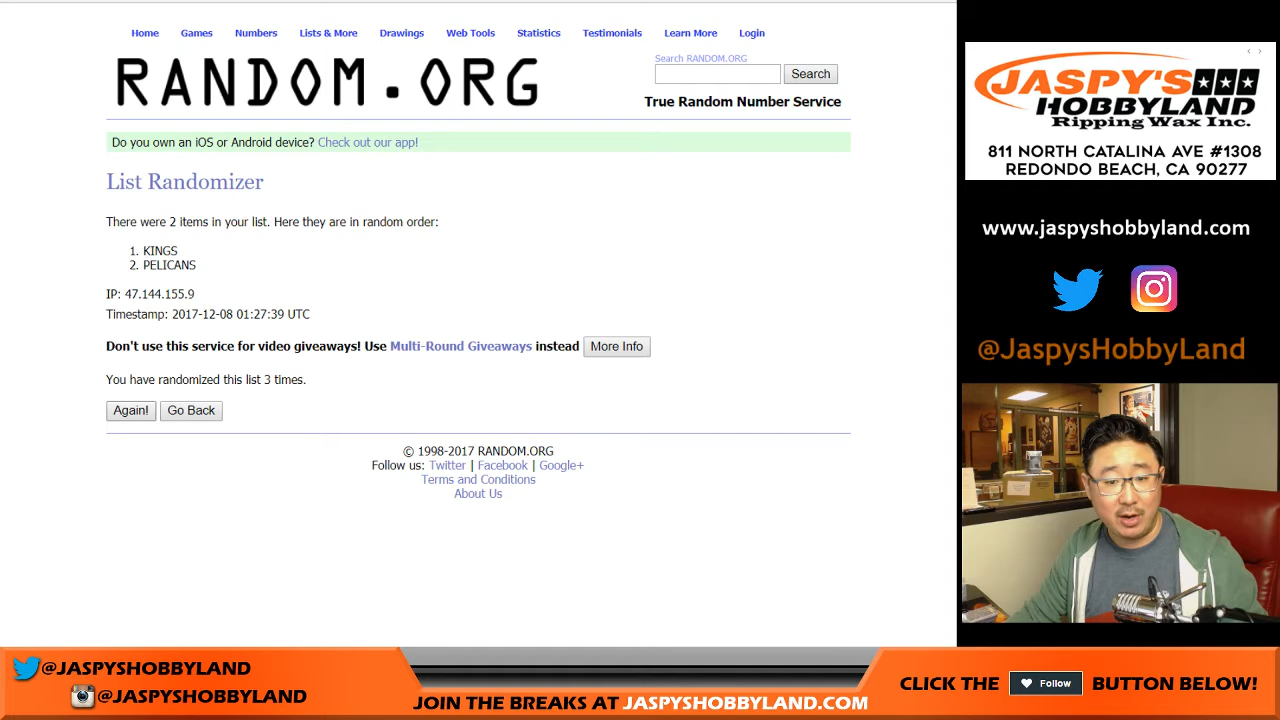 Home Games Numbers Lists & More Drawings Web Tools Statistics Testimonials Learn More Login
RANDOM.ORG
Search RANDOM.ORG
Search
True Random Number Service
Do you own an iOS or Android device? Check out our app!
List Randomizer
There were 2 items in your list. Here they are in random order:
1. KINGS
2. PELICANS
IP: 47.144.155.9
Timestamp: 2017-12-08 01:27:39 UTC
Don't use this service for video giveaways! Use Multi-Round Giveaways instead More Info
You have randomized this list 3 times.
Again! Go Back
© 1998-2017 RANDOM.ORG
Follow us: Twitter | Facebook | Google+
Terms and Conditions
About Us
JASPY'S
HOBBYLAND
Ripping Wax Inc.
811 NORTH CATALINA AVE #1308
REDONDO BEACH, CA 90277
www.jaspyshobbyland.com
@JaspysHobbyLand
@JASPYSHOBBYLAND
@JASPYSHOBBYLAND
JOIN THE BREAKS AT JASPYSHOBBYLAND.COM
CLICK THE Follow BUTTON BELOW!